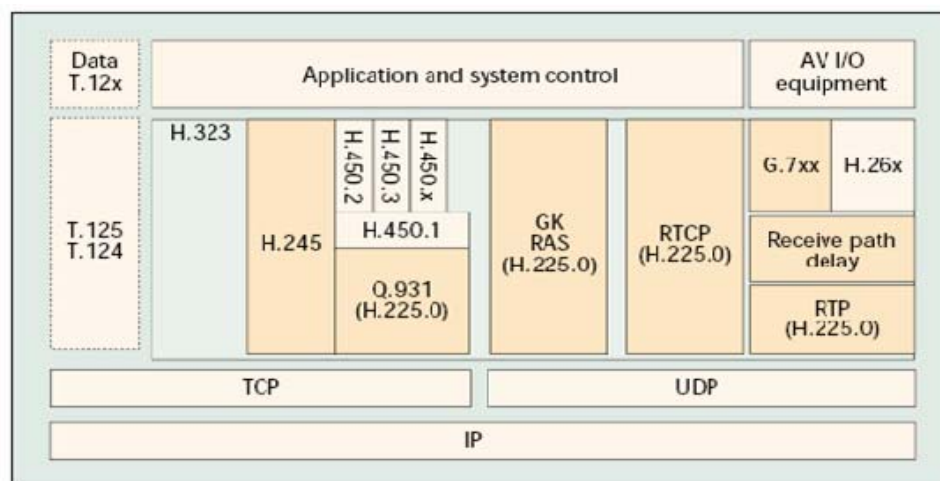 Data
T.12x
Application and system control
AV I/O
equipment
T.125
T.124
H.323
H.245
H.450.2
H.450.3
H.450.x
H.450.1
Q.931
(H.225.0)
GK
RAS
(H.225.0)
RTCP
(H.225.0)
G.7xx
H.26x
Receive path
delay
RTP
(H.225.0)
TCP
UDP
IP